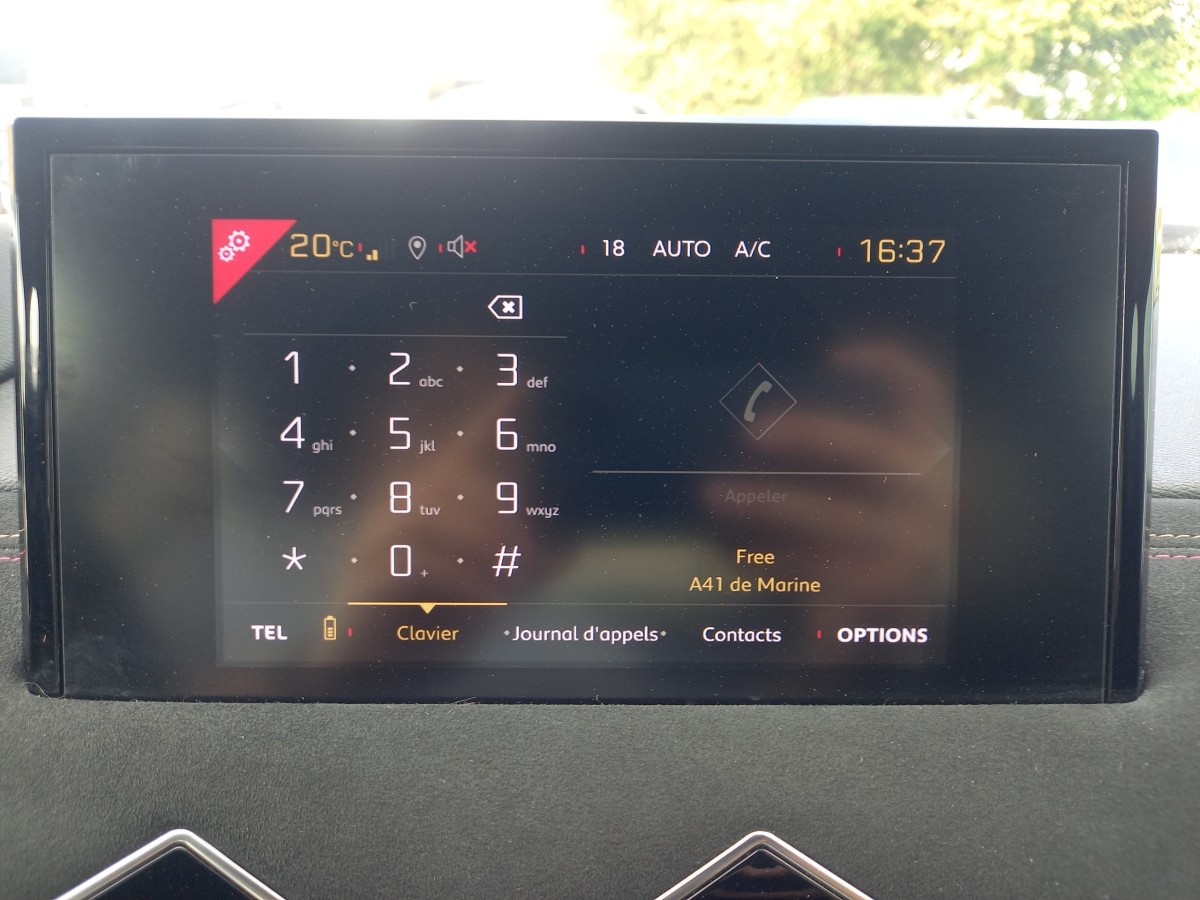 20°C 18 AUTO A/C 16:37
1 2 abc 3 def
4 ghi 5 jkl 6 mno
7 pqrs 8 tuv 9 wxyz
* 0 + #
Appeler
Free
A41 de Marine
TEL Clavier Journal d'appels Contacts OPTIONS